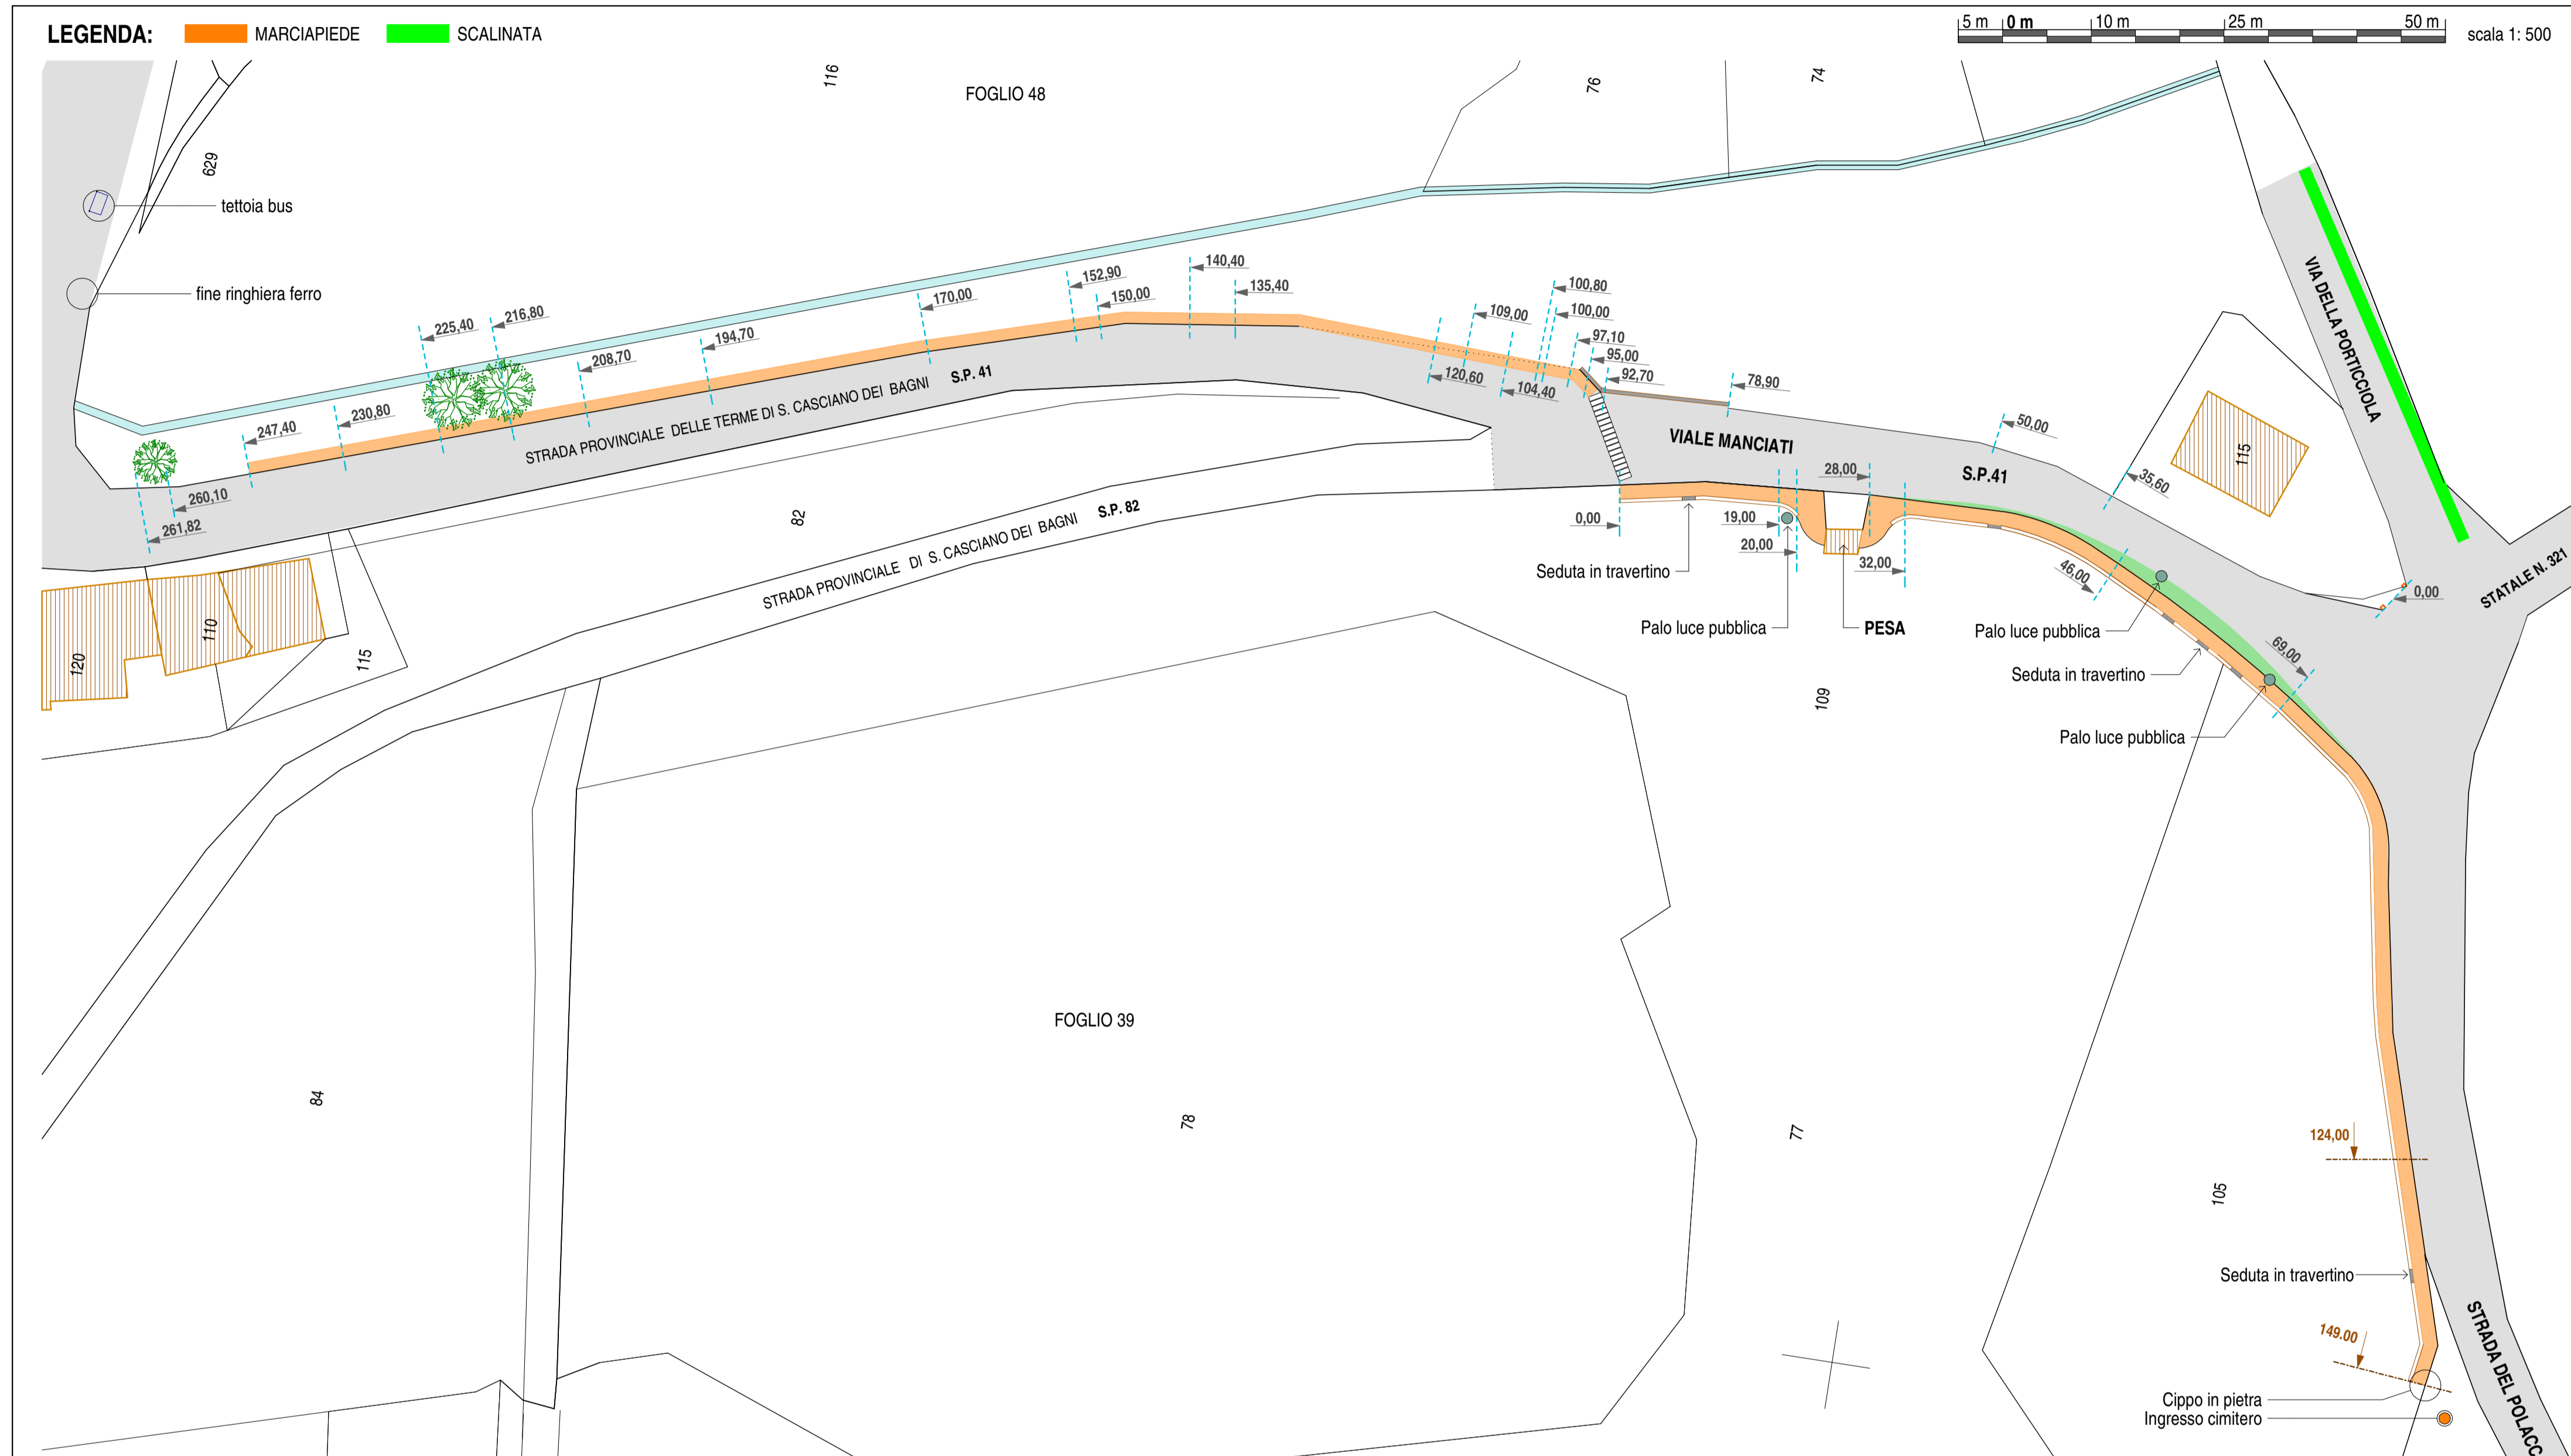 LEGENDA: MARCIAPIEDE SCALINATA
5 m 0 m 10 m 25 m 50 m scala 1: 500
116
FOGLIO 48
76
74
629
tettoia bus
fine ringhiera ferro
225,40
216,80
208,70
194,70
170,00
152,90
150,00
140,40
135,40
109,00
100,80
100,00
97,10
95,00
92,70
78,90
120,60
104,40
247,40
230,80
260,10
261,82
STRADA PROVINCIALE DELLE TERME DI S. CASCIANO DEI BAGNI S.P. 41
VIALE MANCIATI
S.P.41
50,00
35,60
115
VIA DELLA PORTICCIOLA
STATALE N. 321
0,00
82
STRADA PROVINCIALE DI S. CASCIANO DEI BAGNI S.P. 82
0,00
19,00
20,00
28,00
32,00
46,00
69,00
Seduta in travertino
Palo luce pubblica
PESA
Palo luce pubblica
Seduta in travertino
Palo luce pubblica
120
110
115
109
FOGLIO 39
84
78
77
105
124,00
Seduta in travertino
149.00
STRADA DEL POLACC
Cippo in pietra
Ingresso cimitero